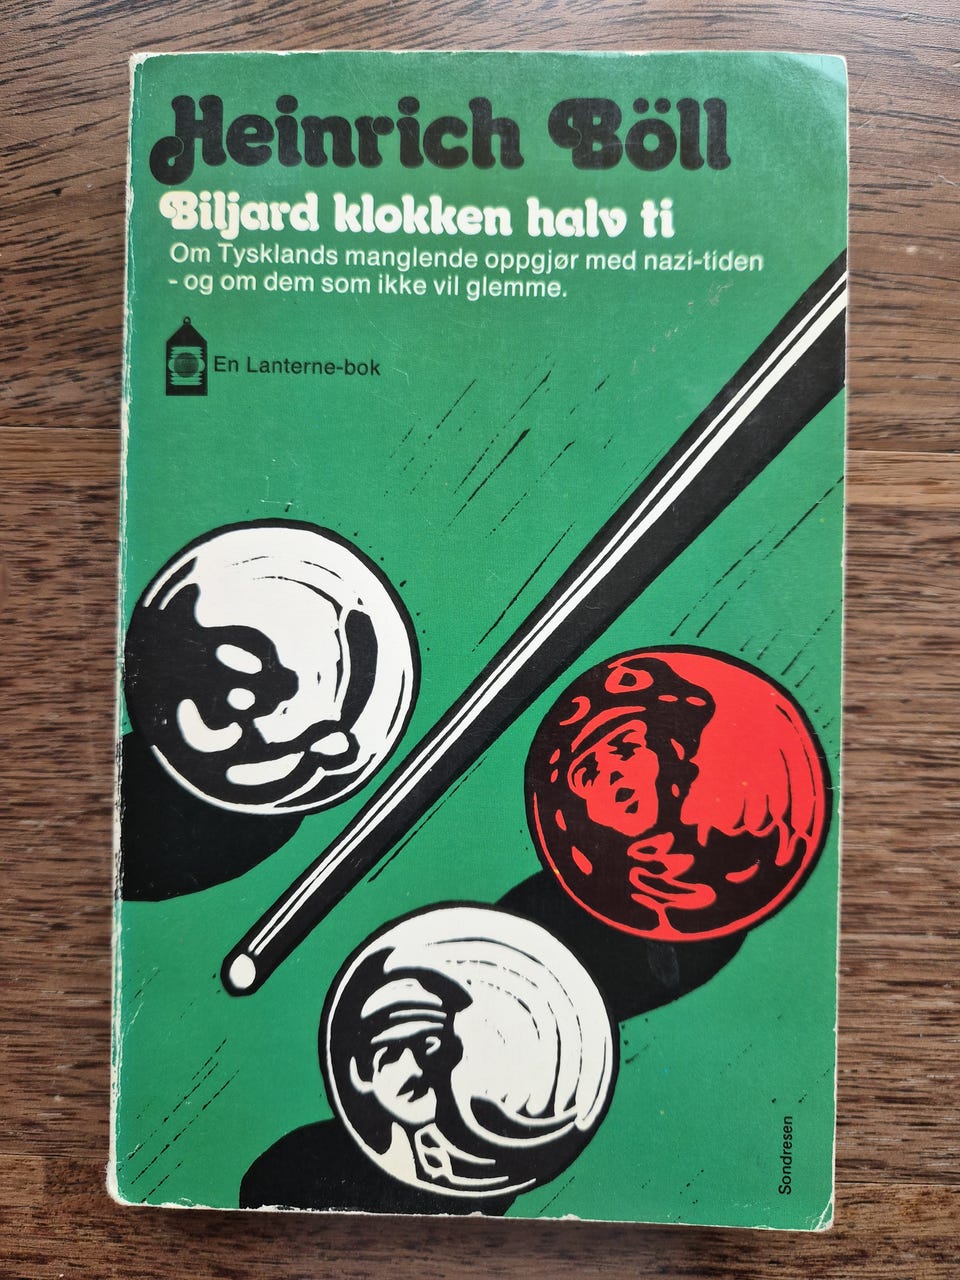 Heinrich Böll
Biljard klokken halv ti
Om Tysklands manglende oppgjør med nazi-tiden
- og om dem som ikke vil glemme.
En Lanterne-bok
Sondresen